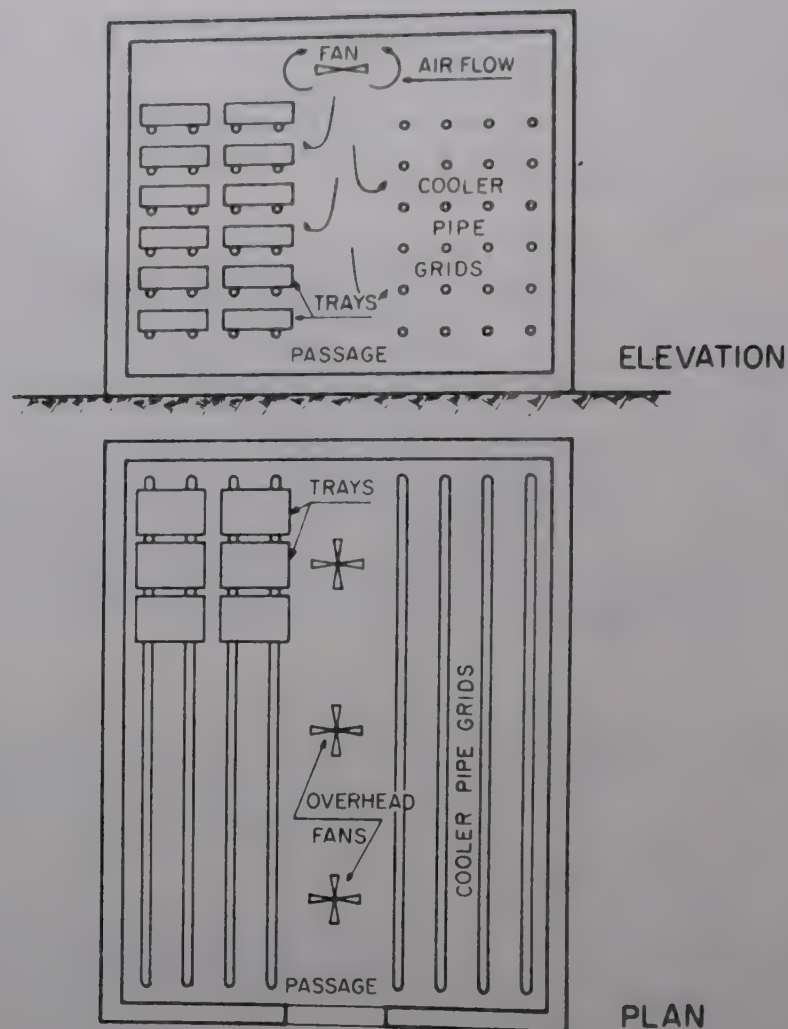 FAN
AIR FLOW
COOLER
PIPE
GRIDS
TRAYS
PASSAGE
ELEVATION
TRAYS
OVERHEAD
FANS
COOLER PIPE GRIDS
PASSAGE
PLAN